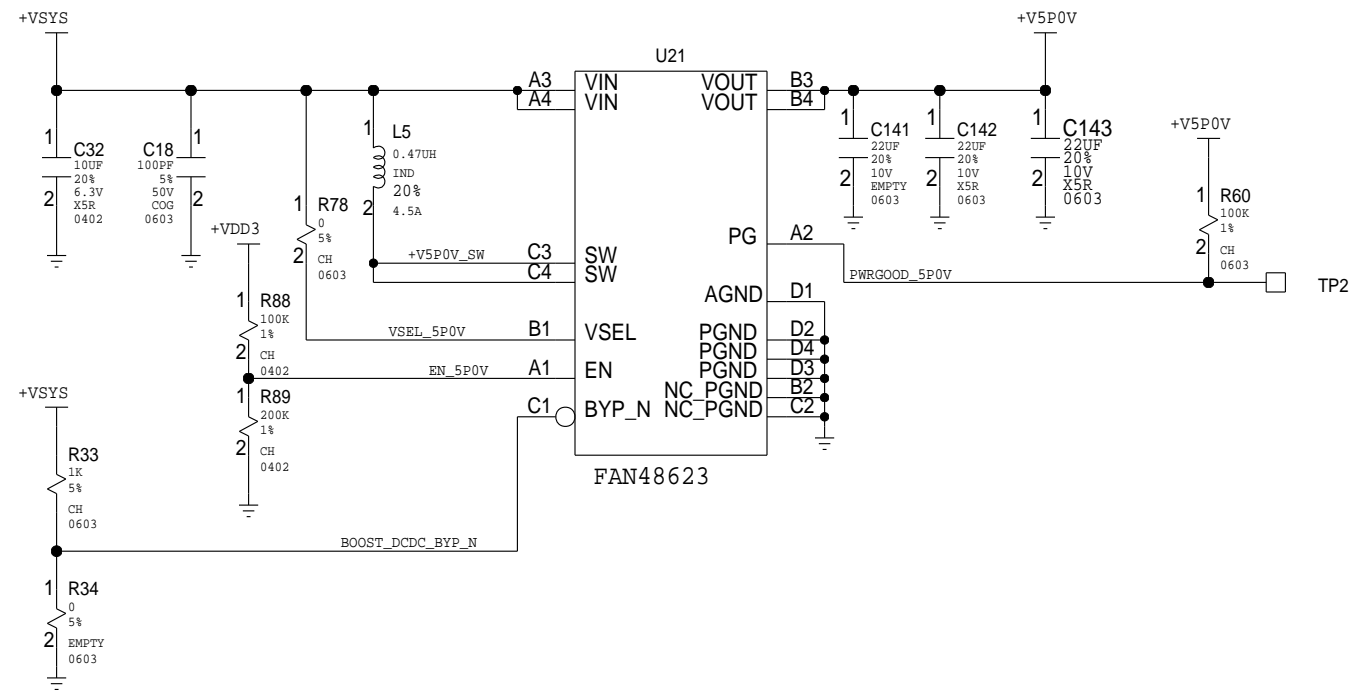 +VSYS
1
C32
10UF
20%
6.3V
X5R
0402
2
1
C18
100PF
5%
50V
COG
0603
2
1
R78
0
5%
CH
0603
2
1
L5
0.47UH
IND
20%
4.5A
2
+VDD3
1
R88
100K
1%
CH
0402
2
1
R89
200K
1%
CH
0402
2
+VSYS
R33
1K
5%
CH
0603
1
R34
0
5%
EMPTY
0603
2
+V5P0V_SW
VSEL_5P0V
EN_5P0V
BOOST_DCDC_BYP_N
U21
A3 VIN
A4 VIN
C3 SW
C4 SW
B1 VSEL
A1 EN
C1 BYP_N
VOUT B3
VOUT B4
PG A2
AGND D1
PGND D2
PGND D4
PGND D3
NC_PGND B2
NC_PGND C2
FAN48623
+V5P0V
1
C141
22UF
20%
10V
EMPTY
0603
2
1
C142
22UF
20%
10V
X5R
0603
2
1
C143
22UF
20%
10V
X5R
0603
2
+V5P0V
1
R60
100K
1%
CH
0603
2
PWRGOOD_5P0V
TP2